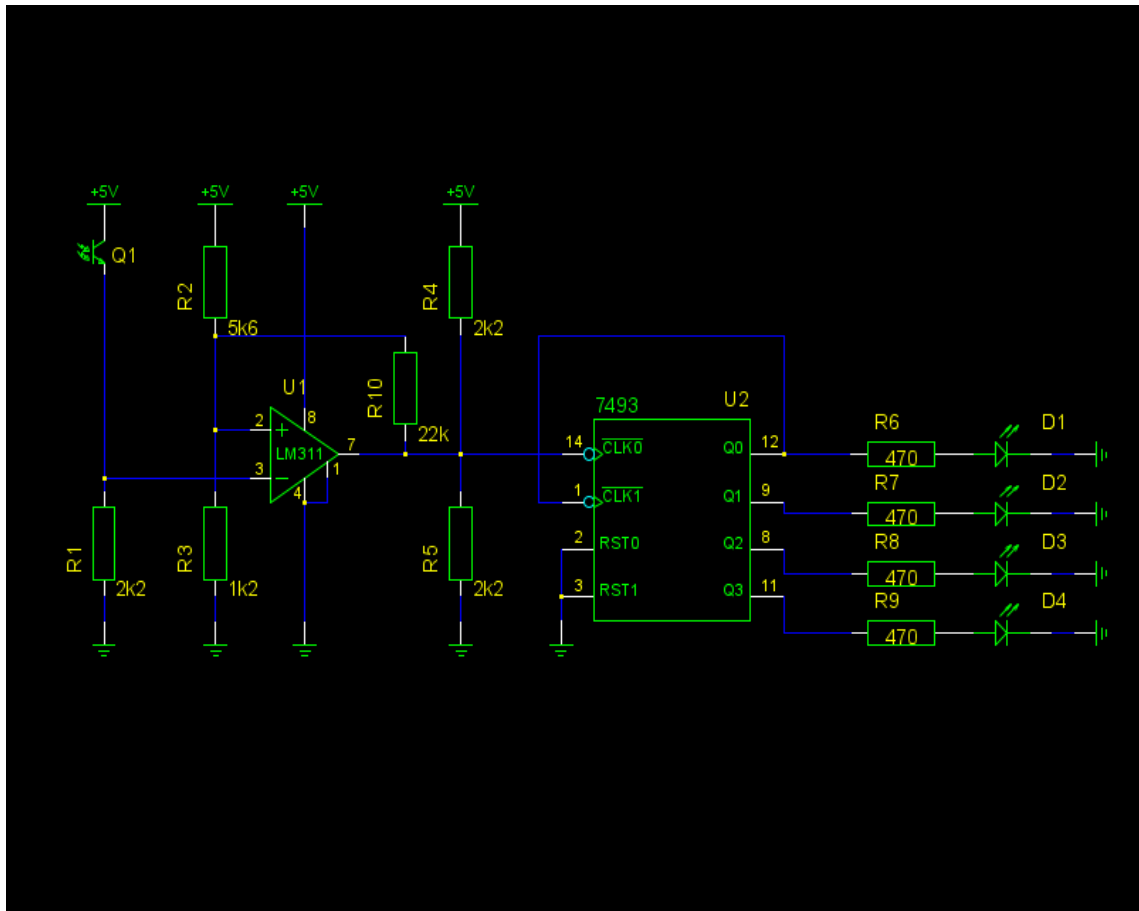 +5V
+5V
+5V
+5V
Q1
R2
5k6
R4
2k2
U1
R10
22k
8
2
+
LM311
7
1
3
−
4
R1
2k2
R3
1k2
R5
2k2
7493
U2
14
CLK0
Q0
12
1
CLK1
Q1
9
2
RST0
Q2
8
3
RST1
Q3
11
R6
470
D1
R7
470
D2
R8
470
D3
R9
470
D4